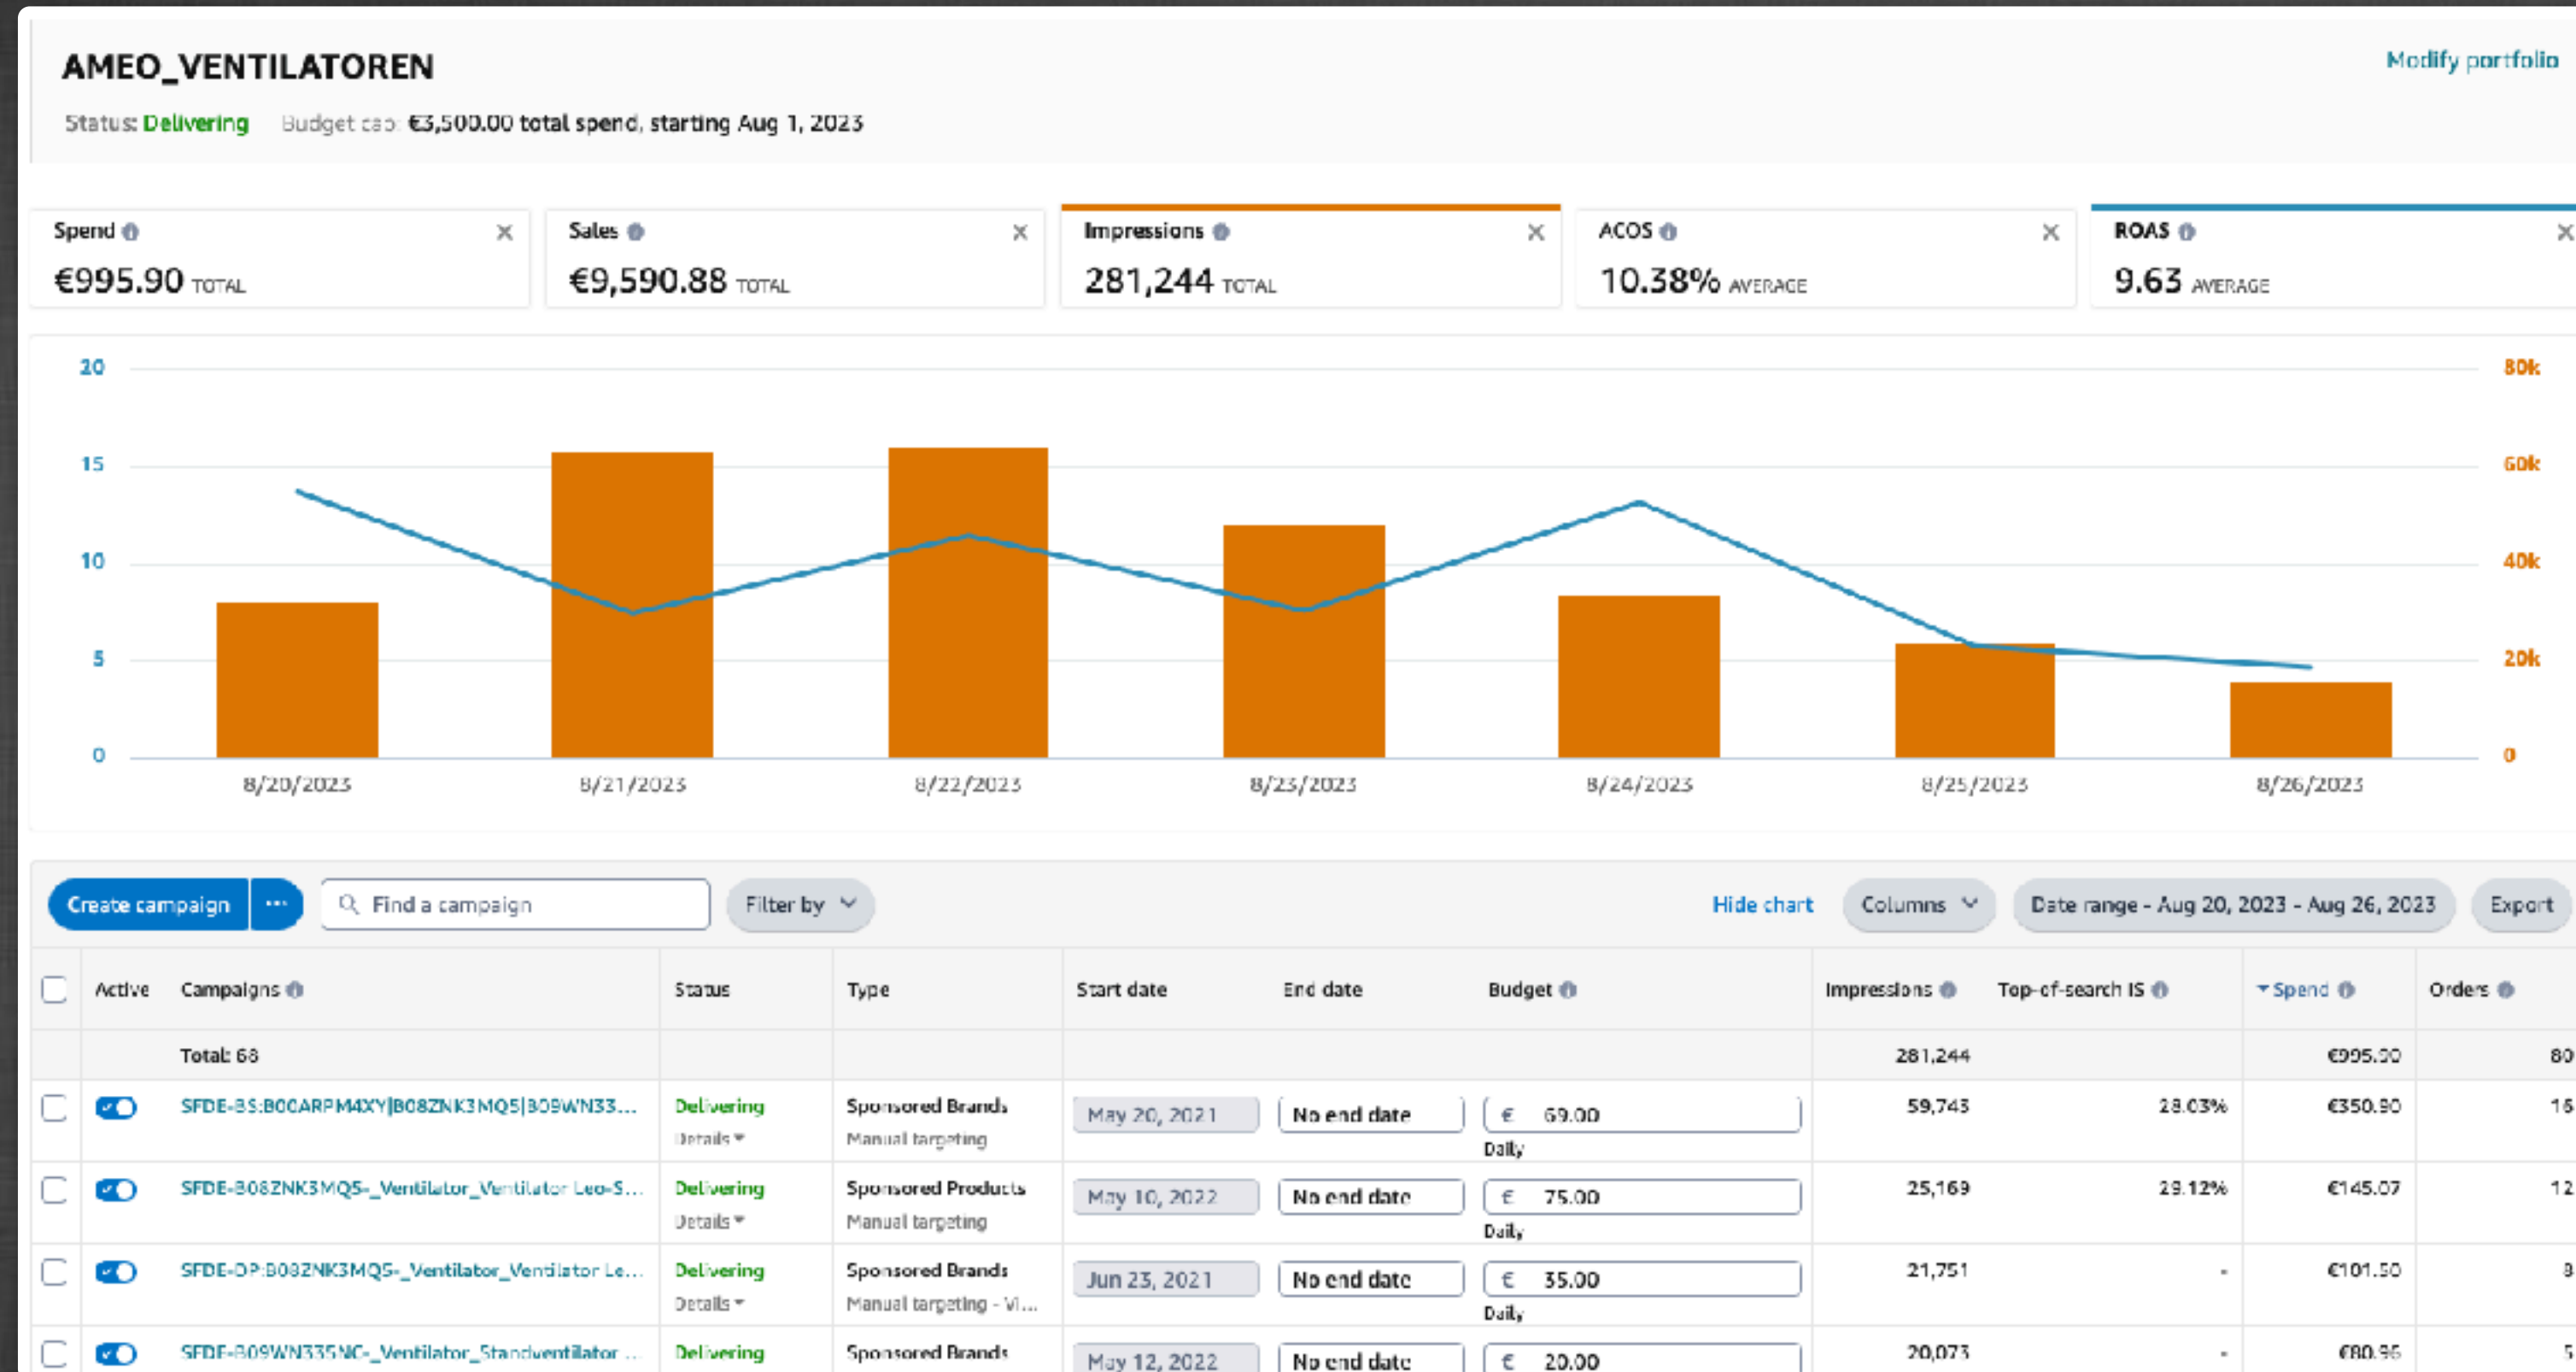 AMEO_VENTILATOREN
Modify portfolio
Status: Delivering Budget cap: €3,500.00 total spend, starting Aug 1, 2023
Spend
€995.90 TOTAL
Sales
€9,590.88 TOTAL
Impressions
281,244 TOTAL
ACOS
10.38% AVERAGE
ROAS
9.63 AVERAGE
20 80k
15 60k
10 40k
5 20k
0 0
8/20/2023 8/21/2023 8/22/2023 8/23/2023 8/24/2023 8/25/2023 8/26/2023
Create campaign ... Find a campaign Filter by Hide chart Columns Date range - Aug 20, 2023 - Aug 26, 2023 Export
Active Campaigns Status Type Start date End date Budget Impressions Top-of-search IS Spend Orders
Total: 68 281,244 €995.90 80
SFDE-BS:B00ARPM4XY|B08ZNK3MQ5|B09WN33... Delivering Sponsored Brands May 20, 2021 No end date € 69.00 59,743 28.03% €350.90 16
Details Manual targeting Daily
SFDE-B08ZNK3MQ5-_Ventilator_Ventilator Leo-S... Delivering Sponsored Products May 10, 2022 No end date € 75.00 25,169 29.12% €145.07 12
Details Manual targeting Daily
SFDE-DP:B08ZNK3MQ5-_Ventilator_Ventilator Le... Delivering Sponsored Brands Jun 23, 2021 No end date € 35.00 21,751 - €101.50 8
Details Manual targeting - Vi... Daily
SFDE-B09WN335NC-_Ventilator_Standventilator ... Delivering Sponsored Brands May 12, 2022 No end date € 20.00 20,073 - €80.96 5